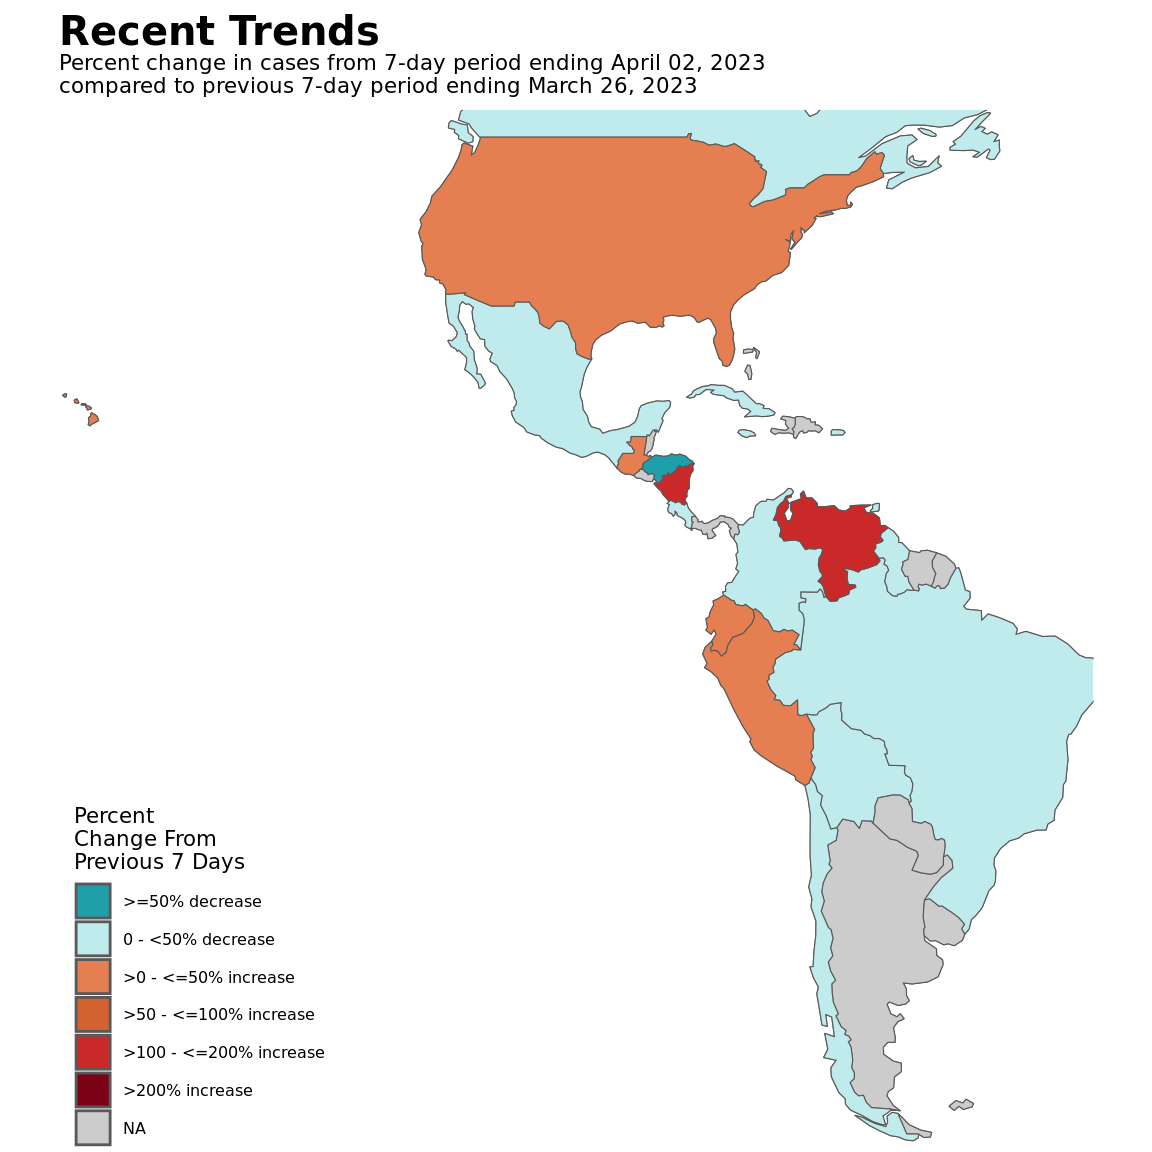 Recent Trends
Percent change in cases from 7-day period ending April 02, 2023
compared to previous 7-day period ending March 26, 2023
Percent
Change From
Previous 7 Days
>=50% decrease
0 - <50% decrease
>0 - <=50% increase
>50 - <=100% increase
>100 - <=200% increase
>200% increase
NA